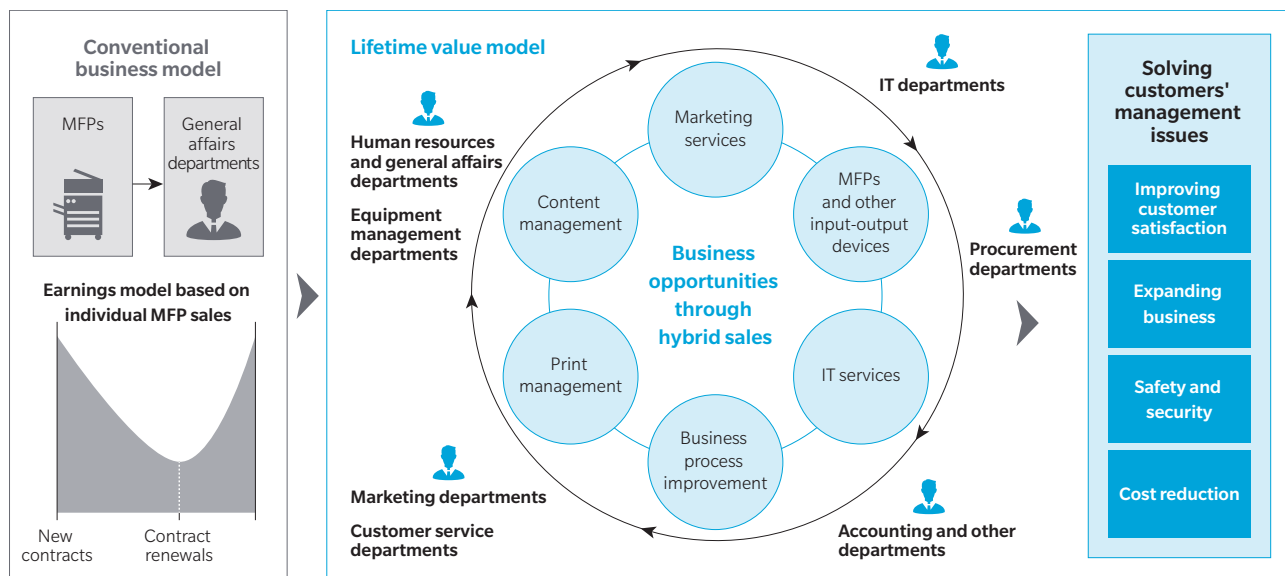 Conventional
business model
MFPs
General
affairs
departments
Earnings model based on
individual MFP sales
New
contracts
Contract
renewals
Lifetime value model
Human resources
and general affairs
departments
Equipment
management
departments
Marketing departments
Customer service
departments
IT departments
Procurement
departments
Accounting and other
departments
Marketing
services
MFPs
and other
input-output
devices
IT services
Business
process
improvement
Print
management
Content
management
Business
opportunities
through
hybrid sales
Solving
customers'
management
issues
Improving
customer
satisfaction
Expanding
business
Safety and
security
Cost reduction